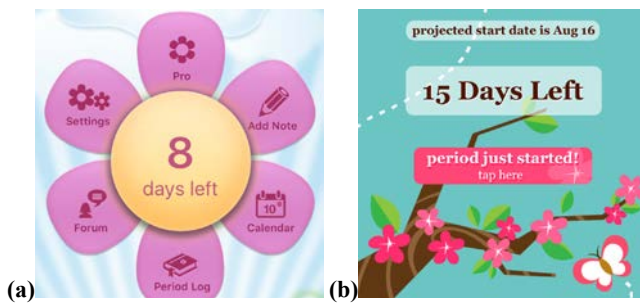 Pro
Settings
Add Note
8
days left
Forum
10
Calendar
Period Log
(a)
projected start date is Aug 16
15 Days Left
period just started!
tap here
(b)